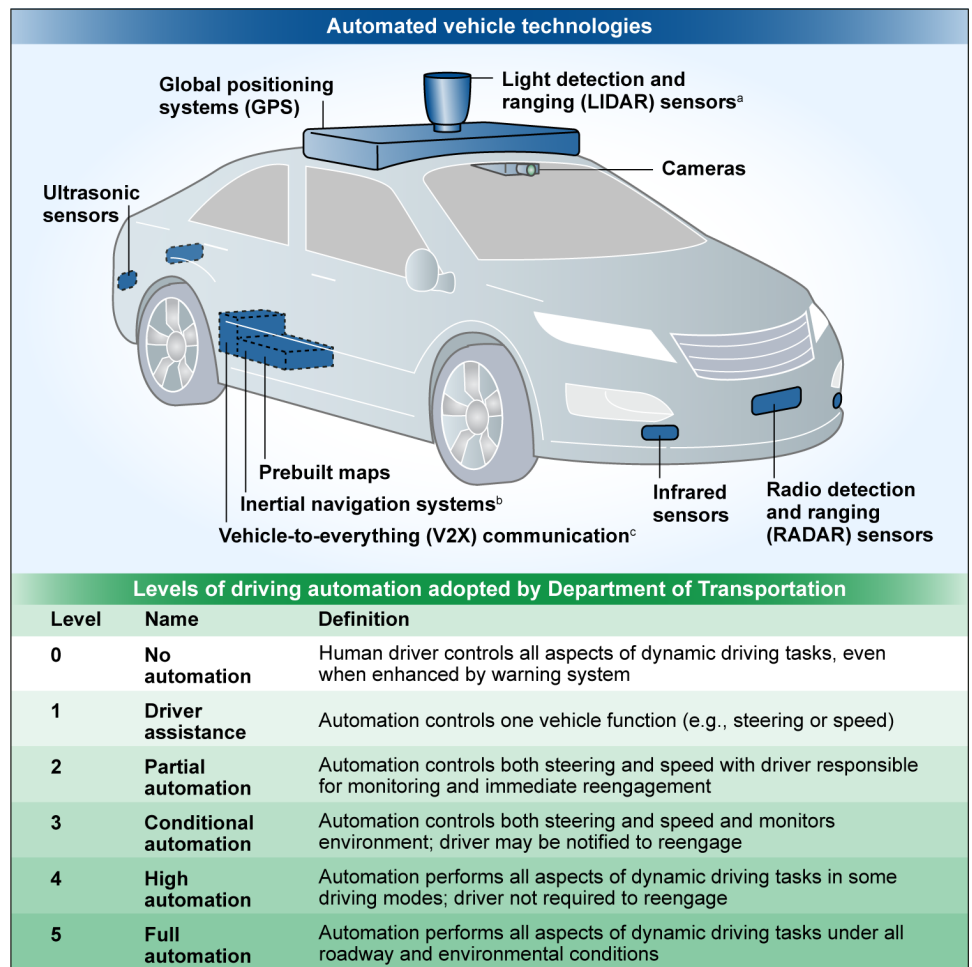 Automated vehicle technologies
Global positioning
systems (GPS)
Light detection and
ranging (LIDAR) sensorsa
Cameras
Ultrasonic
sensors
Prebuilt maps
Inertial navigation systemsb
Vehicle-to-everything (V2X) communicationc
Infrared
sensors
Radio detection
and ranging
(RADAR) sensors
Levels of driving automation adopted by Department of Transportation
Level Name Definition
0 No automation Human driver controls all aspects of dynamic driving tasks, even
when enhanced by warning system
1 Driver assistance Automation controls one vehicle function (e.g., steering or speed)
2 Partial automation Automation controls both steering and speed with driver responsible
for monitoring and immediate reengagement
3 Conditional automation Automation controls both steering and speed and monitors
environment; driver may be notified to reengage
4 High automation Automation performs all aspects of dynamic driving tasks in some
driving modes; driver not required to reengage
5 Full automation Automation performs all aspects of dynamic driving tasks under all
roadway and environmental conditions